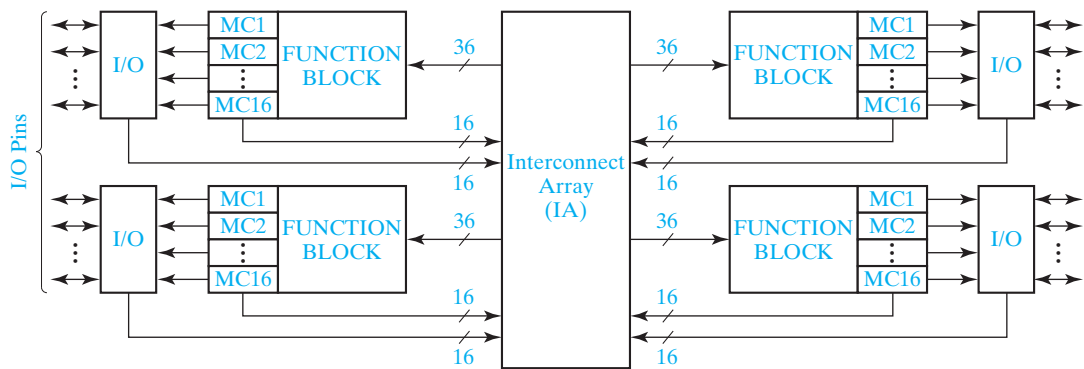 I/O Pins
I/O
MC1
MC2
MC16
FUNCTION
BLOCK
36
16
16
I/O
MC1
MC2
MC16
FUNCTION
BLOCK
36
16
16
Interconnect
Array
(IA)
36
FUNCTION
BLOCK
MC1
MC2
MC16
I/O
16
16
36
FUNCTION
BLOCK
MC1
MC2
MC16
I/O
16
16